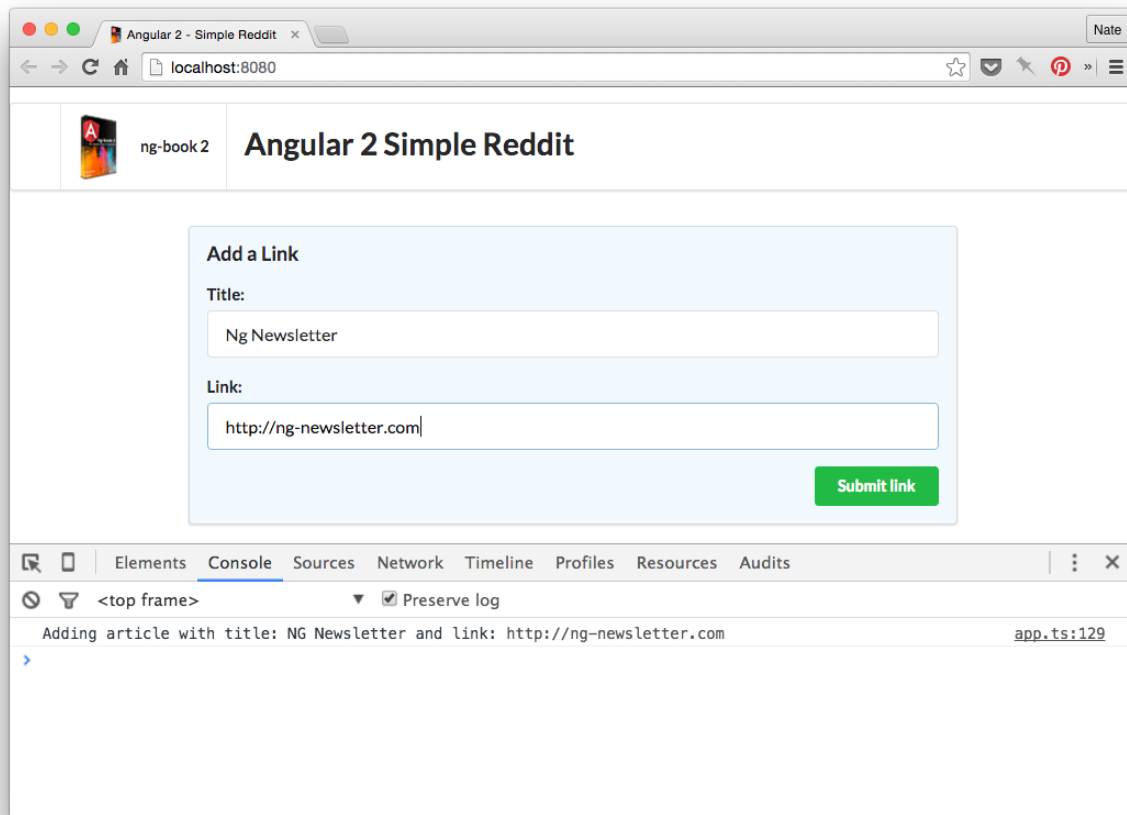 Angular 2 - Simple Reddit
Nate
localhost:8080
ng-book 2
Angular 2 Simple Reddit
Add a Link
Title:
Ng Newsletter
Link:
http://ng-newsletter.com
Submit link
Elements Console Sources Network Timeline Profiles Resources Audits
<top frame> Preserve log
Adding article with title: NG Newsletter and link: http://ng-newsletter.com app.ts:129